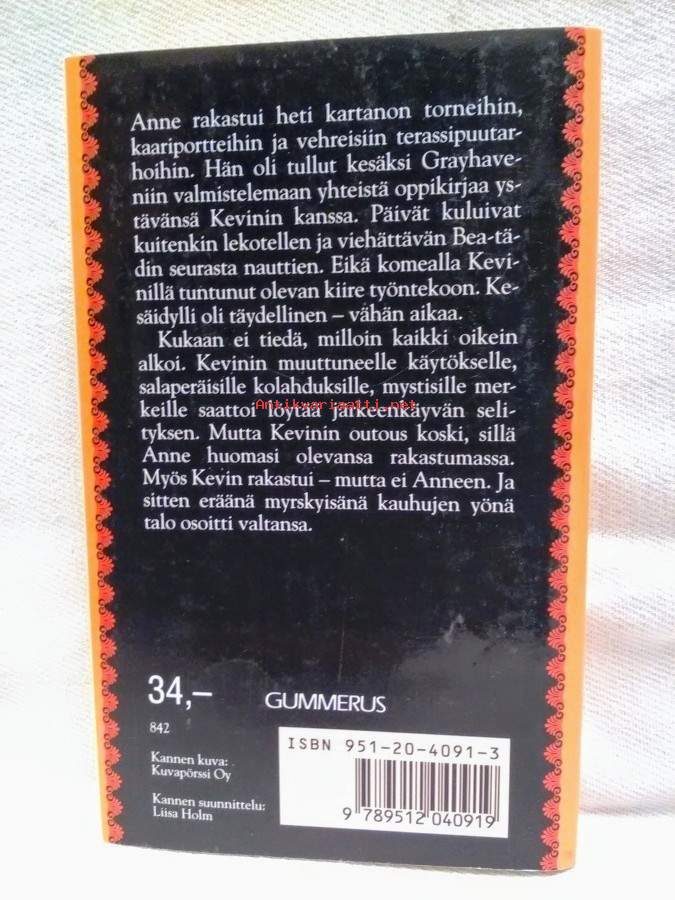 Anne rakastui heti kartanon torneihin,
kaariportteihin ja vehreisiin terassipuutar-
hoihin. Hän oli tullut kesäksi Grayhave-
niin valmistelemaan yhteistä oppikirjaa ys-
tävänsä Kevinin kanssa. Päivät kuluivat
kuitenkin lekotellen ja viehättävän Bea-tä-
din seurasta nauttien. Eikä komealla Kevi-
nillä tuntunut olevan kiire työntekoon. Ke-
säidylli oli täydellinen – vähän aikaa.
Kukaan ei tiedä, milloin kaikki oikein
alkoi. Kevinin muuttuneelle käytökselle,
salaperäisille kolahduksille, mystisille mer-
keille saattoi löytää järkeenkäyvän seli-
Antikvariaatti.net
tyksen. Mutta Kevinin outous koski, sillä
Anne huomasi olevansa rakastumassa.
Myös Kevin rakastui – mutta ei Anneen. Ja
sitten eräänä myrskyisänä kauhujen yönä
talo osoitti valtansa.
34,–
GUMMERUS
842
ISBN 951-20-4091-3
Kannen kuva:
Kuvapörssi Oy
Kannen suunnittelu:
Liisa Holm
9 789512 040919